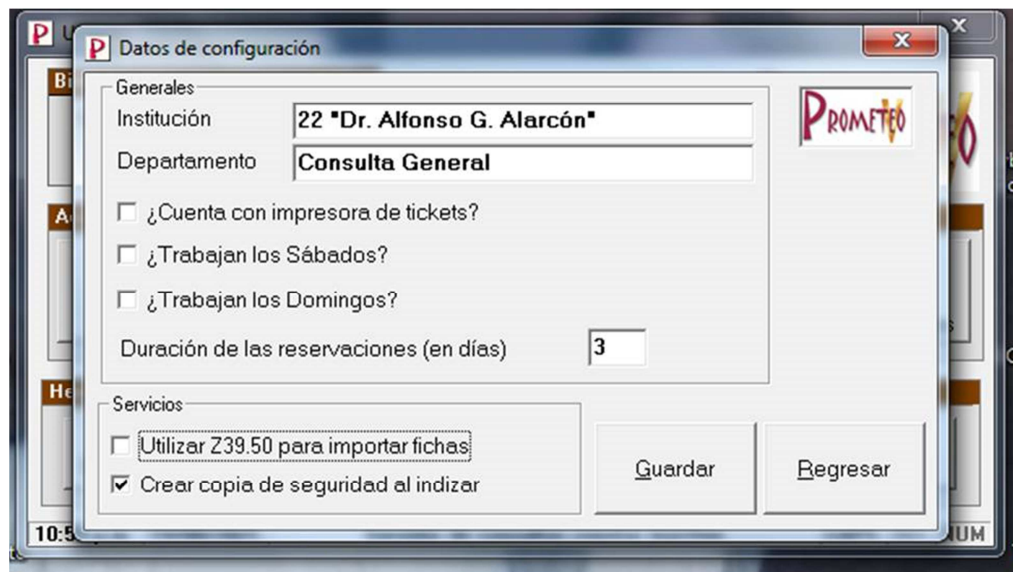 Datos de configuración
Generales
Institución 22 "Dr. Alfonso G. Alarcón"
Departamento Consulta General
PROMETEO
¿Cuenta con impresora de tickets?
¿Trabajan los Sábados?
¿Trabajan los Domingos?
Duración de las reservaciones (en días) 3
Servicios
Utilizar Z39.50 para importar fichas
Crear copia de seguridad al indizar
Guardar
Regresar